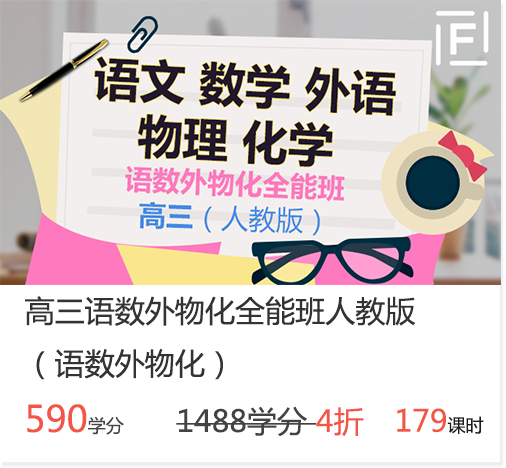 F
语文 数学 外语
物理 化学
语数外物化全能班
高三（人教版）
高三语数外物化全能班人教版
（语数外物化）
590学分 1488学分 4折 179课时